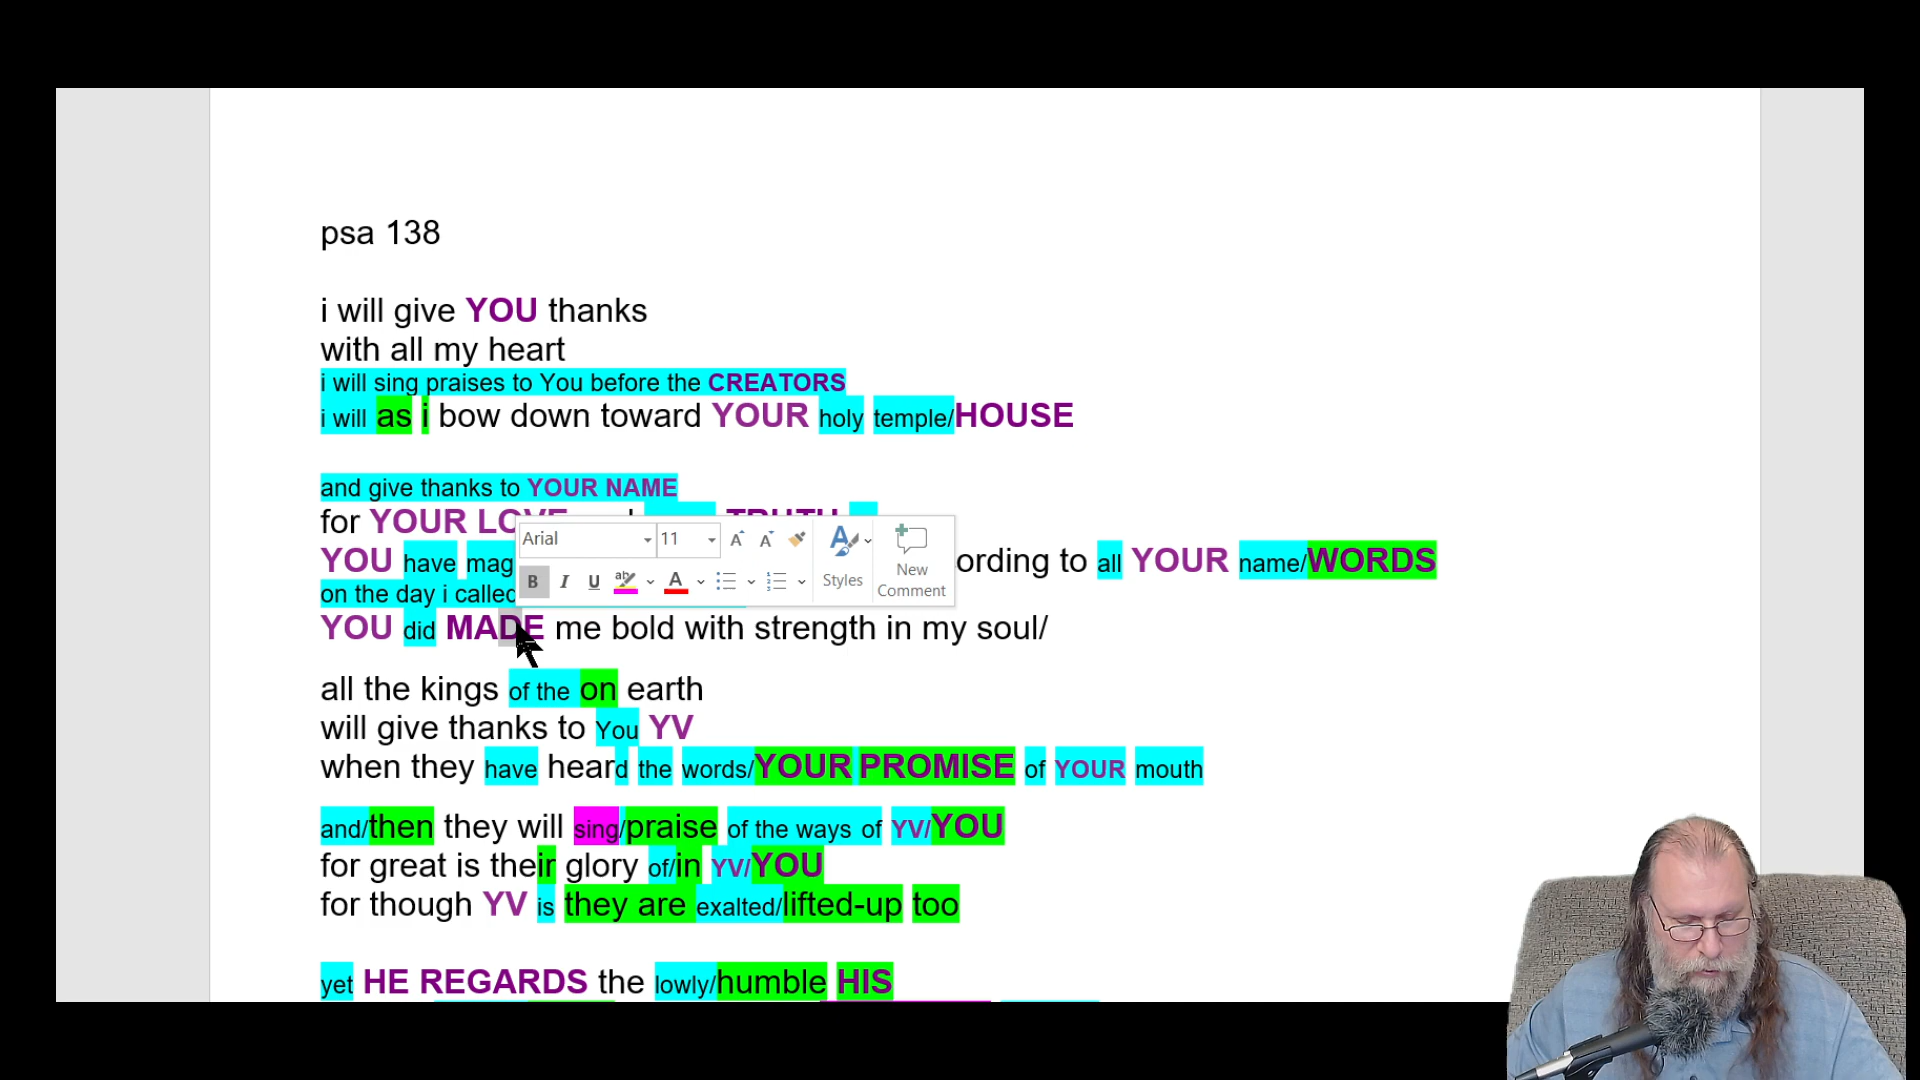 psa 138
i will give YOU thanks
with all my heart
i will sing praises to You before the CREATORS
i will as i bow down toward YOUR holy temple/HOUSE
and give thanks to YOUR NAME
for YOUR LOVE TRUTH
YOU have mag ording to all YOUR name/WORDS
on the day i called
YOU did MADE me bold with strength in my soul/
all the kings of the on earth
will give thanks to You YV
when they have heard the words/YOUR PROMISE of YOUR mouth
and/then they will sing/praise of the ways of YV/YOU
for great is their glory of/in YV/YOU
for though YV is they are exalted/lifted-up too
yet HE REGARDS the lowly/humble HIS
Arial 11
B I U ab A Styles New Comment